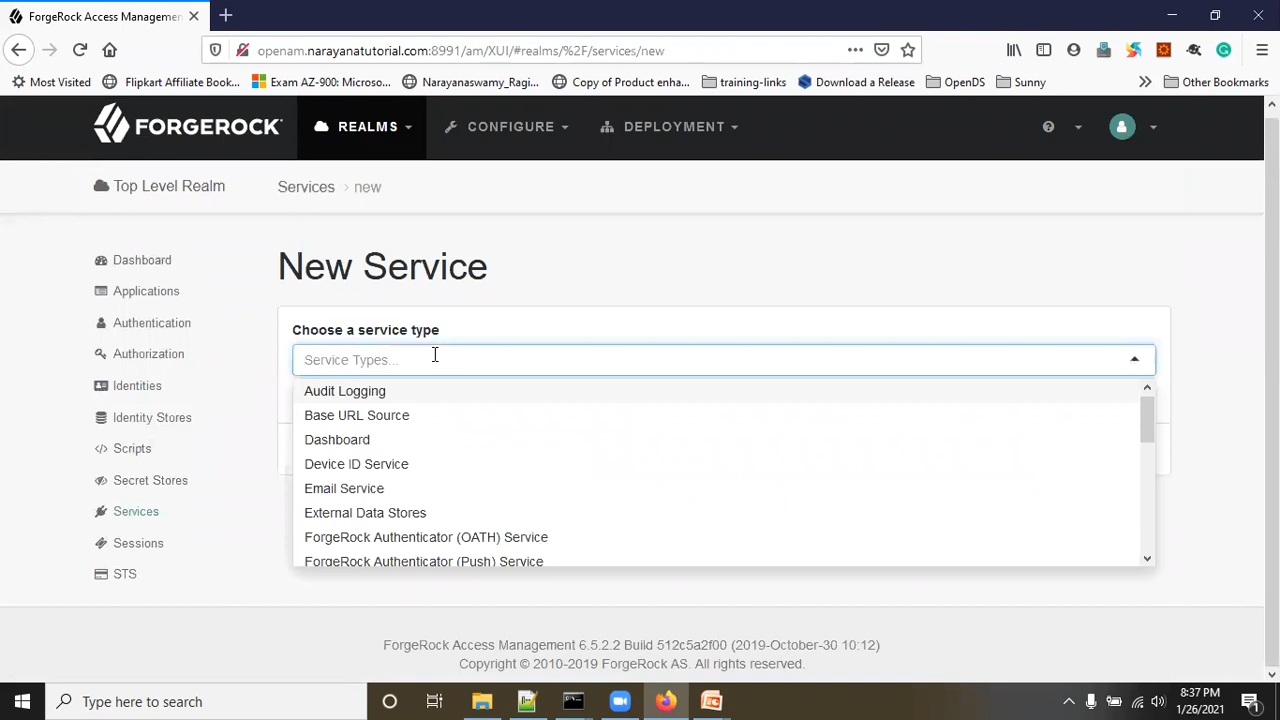 ForgeRock Access Management
openam.narayanatutorial.com:8991/am/XUI/#realms/%2F/services/new
Most Visited
Flipkart Affiliate Book...
Exam AZ-900: Microso...
Narayanaswamy_Ragi...
Copy of Product enha...
training-links
Download a Release
OpenDS
Sunny
Other Bookmarks
FORGEROCK
REALMS
CONFIGURE
DEPLOYMENT
Top Level Realm
Services
new
Dashboard
Applications
Authentication
Authorization
Identities
Identity Stores
Scripts
Secret Stores
Services
Sessions
STS
New Service
Choose a service type
Service Types...
Audit Logging
Base URL Source
Dashboard
Device ID Service
Email Service
External Data Stores
ForgeRock Authenticator (OATH) Service
ForgeRock Authenticator (Push) Service
ForgeRock Access Management 6.5.2.2 Build 512c5a2f00 (2019-October-30 10:12)
Copyright © 2010-2019 ForgeRock AS. All rights reserved.
Type here to search
8:37 PM
1/26/2021
1